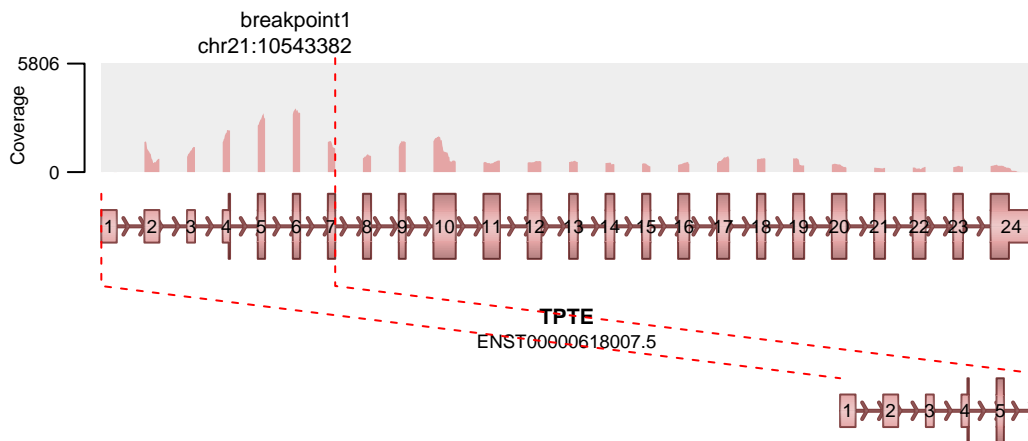 breakpoint1
chr21:10543382
5806
Coverage
0
1 2 3 4 5 6 7 8 9 10 11 12 13 14 15 16 17 18 19 20 21 22 23 24
TPTE
ENST00000618007.5
1 2 3 4 5